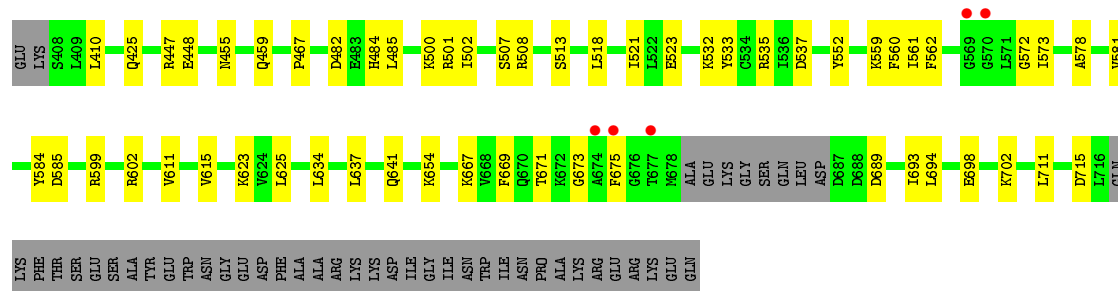 GLU LYS S408 L409 L410 Q425 R447 E448 N455 Q459 P467 D482 E483 H484 L485 K500 R501 I502 S507 R508 S513 L518 I521 L522 E523 K532 Y533 C534 R535 I536 D537 Y552 K559 F560 I561 F562 G569 G570 L571 G572 I573 A578 V581
Y584 D585 R599 R602 V611 V615 K623 V624 L625 L634 L637 Q641 K654 K667 V668 F669 Q670 T671 K672 G673 A674 F675 G676 T677 M678 ALA GLU LYS GLY SER GLN LEU ASP D687 D688 D689 I693 L694 E698 K702 L711 D715 L716 GLN
LYS PHE THR SER GLU SER ALA TYR GLU TRP ASN GLY GLU ASP PHE ALA ALA ARG LYS LYS ASP ILE GLY ILE ASN TRP ILE ASN PRO ALA LYS ARG GLU ARG LYS GLU GLN